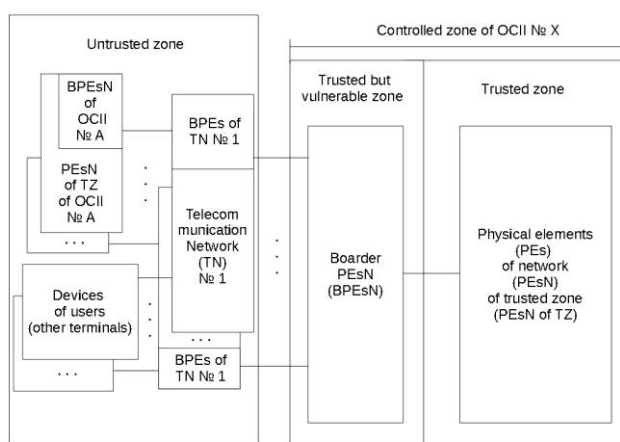 Untrusted zone
Controlled zone of OCII № X
Trusted but
vulnerable zone
Trusted zone
BPEsN
of
OCII
№ A
PEsN
of TZ
of OCII
№ A
. . .
BPEs of
TN № 1
Telecom
munication
Network
(TN)
№ 1
. . .
BPEs of
TN № 1
Devices
of users
(other terminals)
. . .
Boarder
PEsN
(BPEsN)
Physical elements
(PEs)
of network
(PEsN)
of trusted zone
(PEsN of TZ)